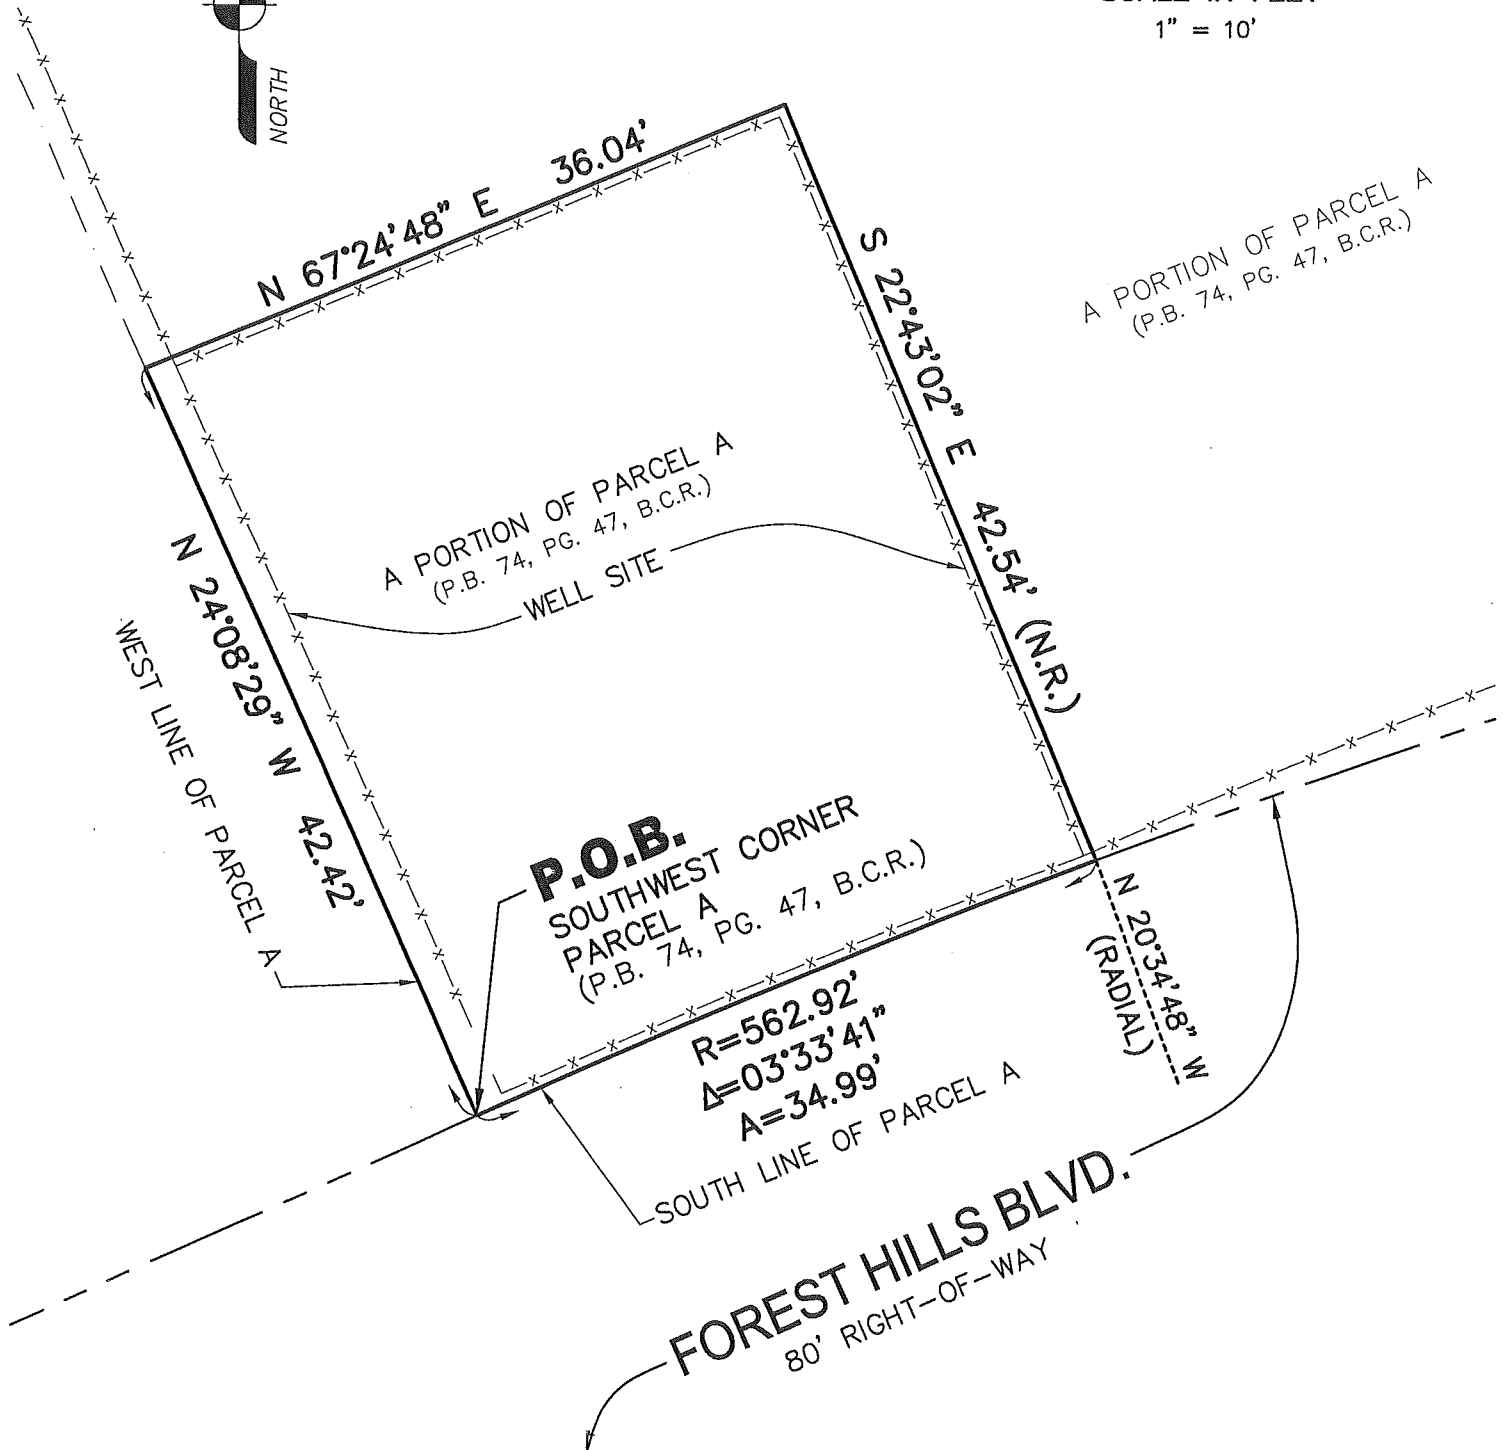 1" = 10'
NORTH
N 67°24'48" E 36.04'
S 22°43'02" E 42.54' (N.R.)
A PORTION OF PARCEL A
(P.B. 74, PG. 47, B.C.R.)
A PORTION OF PARCEL A
(P.B. 74, PG. 47, B.C.R.)
WELL SITE
N 24°08'29" W 42.42'
WEST LINE OF PARCEL A
P.O.B.
SOUTHWEST CORNER
PARCEL A
(P.B. 74, PG. 47, B.C.R.)
N 20°34'48" W
(RADIAL)
R=562.92'
Δ=03°33'41"
A=34.99'
SOUTH LINE OF PARCEL A
FOREST HILLS BLVD.
80' RIGHT-OF-WAY